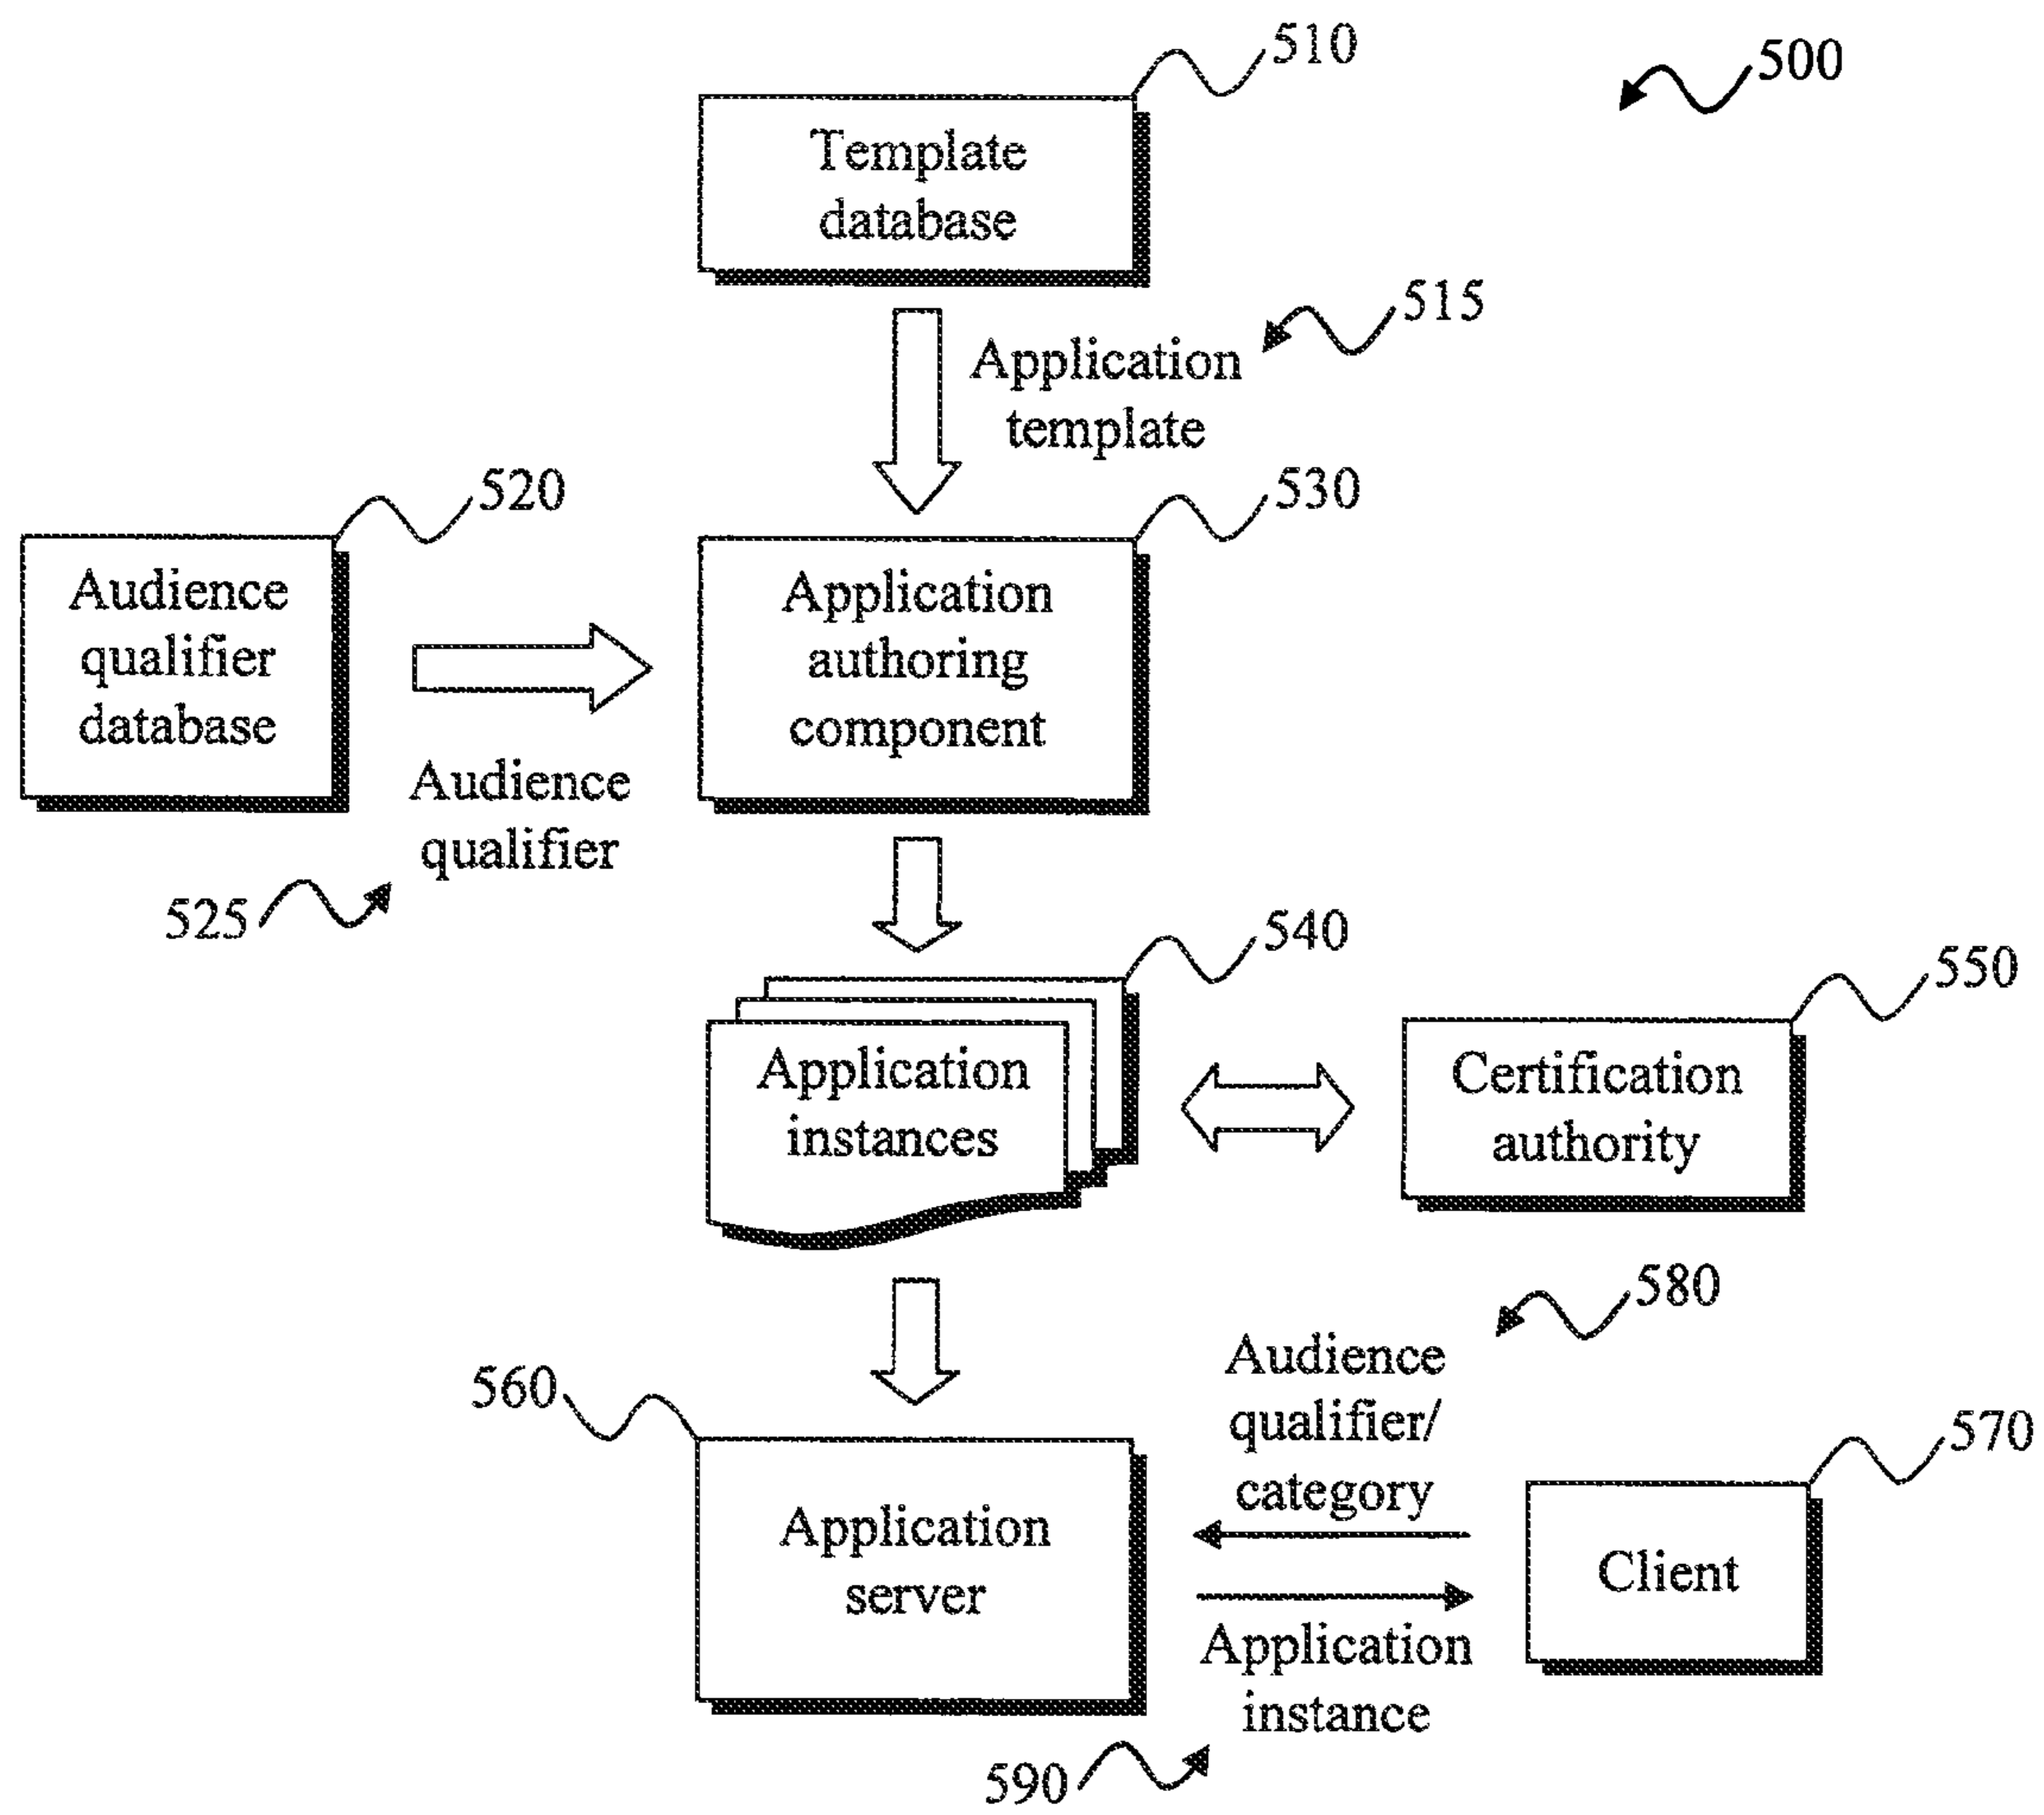 510
500
Template
database
515
Application
template
520
530
Audience
qualifier
database
Application
authoring
component
Audience
qualifier
525
540
550
Application
instances
Certification
authority
580
Audience
qualifier/
category
560
570
Application
server
Client
Application
instance
590